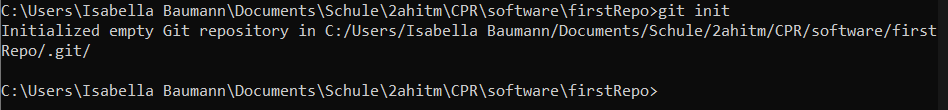 C:\Users\Isabella Baumann\Documents\Schule\2ahitm\CPR\software\firstRepo>git init
Initialized empty Git repository in C:/Users/Isabella Baumann/Documents/Schule/2ahitm/CPR/software/first
Repo/.git/
C:\Users\Isabella Baumann\Documents\Schule\2ahitm\CPR\software\firstRepo>